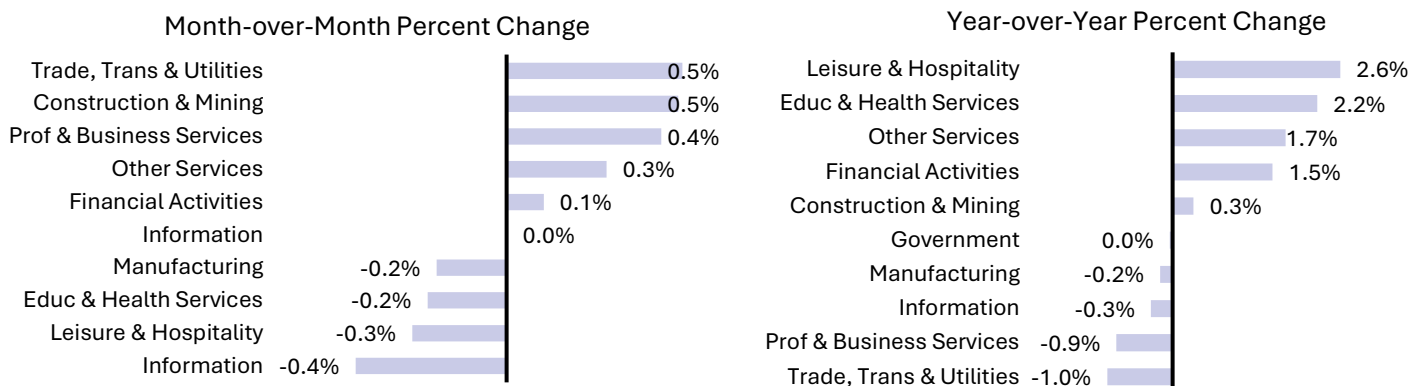 Month-over-Month Percent Change
Trade, Trans & Utilities 0.5%
Construction & Mining 0.5%
Prof & Business Services 0.4%
Other Services 0.3%
Financial Activities 0.1%
Information 0.0%
Manufacturing -0.2%
Educ & Health Services -0.2%
Leisure & Hospitality -0.3%
Information -0.4%
Year-over-Year Percent Change
Leisure & Hospitality 2.6%
Educ & Health Services 2.2%
Other Services 1.7%
Financial Activities 1.5%
Construction & Mining 0.3%
Government 0.0%
Manufacturing -0.2%
Information -0.3%
Prof & Business Services -0.9%
Trade, Trans & Utilities -1.0%